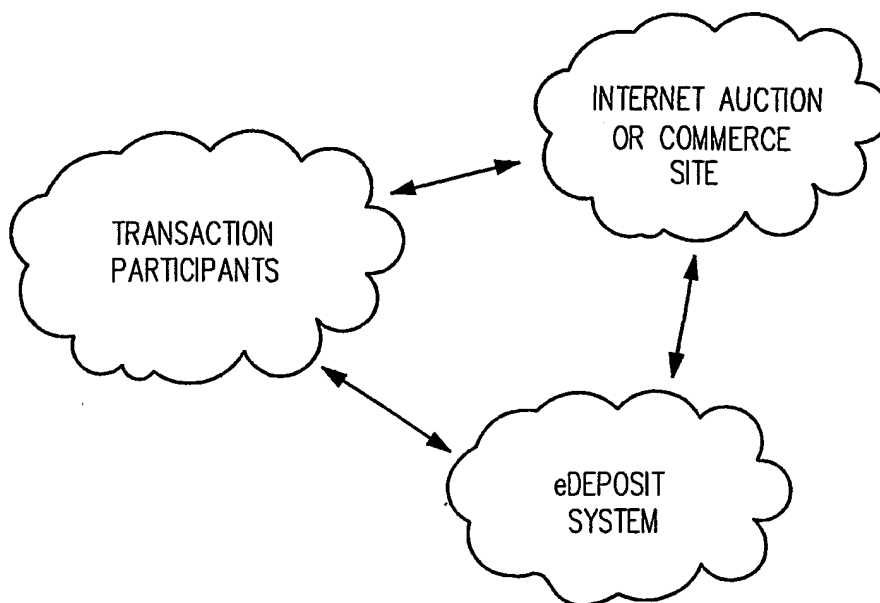 INTERNET AUCTION
OR COMMERCE
SITE
TRANSACTION
PARTICIPANTS
eDEPOSIT
SYSTEM